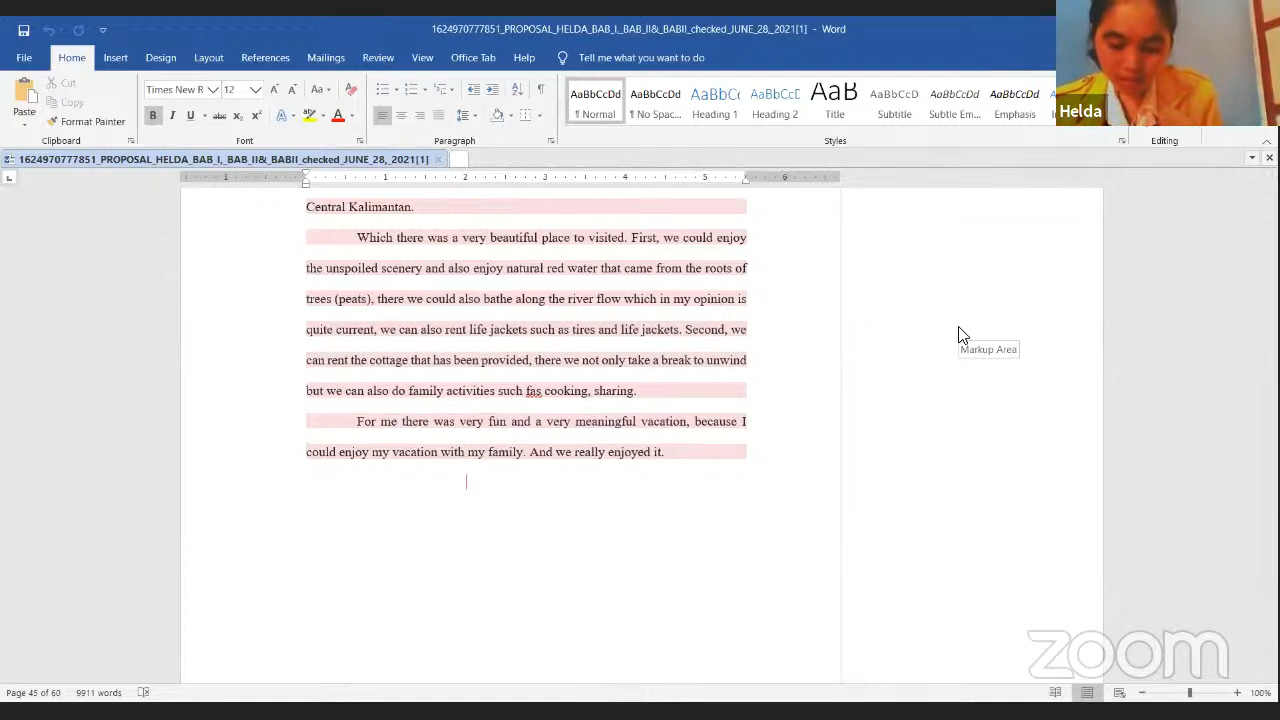 1624970777851_PROPOSAL_HELDA_BAB_I,_BAB_II&_BABII_checked_JUNE_28,_2021[1] - Word
File Home Insert Design Layout References Mailings Review View Office Tab Help Tell me what you want to do
Helda
Paste
Cut
Copy
Format Painter
Clipboard
Times New R 12
Font
Paragraph
AaBbCcDd AaBbCcDd AaBbCc AaBbCcD AaB AaBbCcD AaBbCcDd AaBbCcDd
¶ Normal ¶ No Spac... Heading 1 Heading 2 Title Subtitle Subtle Em... Emphasis
Styles
Editing
1624970777851_PROPOSAL_HELDA_BAB_I,_BAB_II&_BABII_checked_JUNE_28,_2021[1]
1 1 2 3 4 5 6
Central Kalimantan.
Which there was a very beautiful place to visited. First, we could enjoy
the unspoiled scenery and also enjoy natural red water that came from the roots of
trees (peats), there we could also bathe along the river flow which in my opinion is
quite current, we can also rent life jackets such as tires and life jackets. Second, we
can rent the cottage that has been provided, there we not only take a break to unwind
but we can also do family activities such fas cooking, sharing.
For me there was very fun and a very meaningful vacation, because I
could enjoy my vacation with my family. And we really enjoyed it.
Markup Area
zoom
Page 45 of 60 9911 words
100%